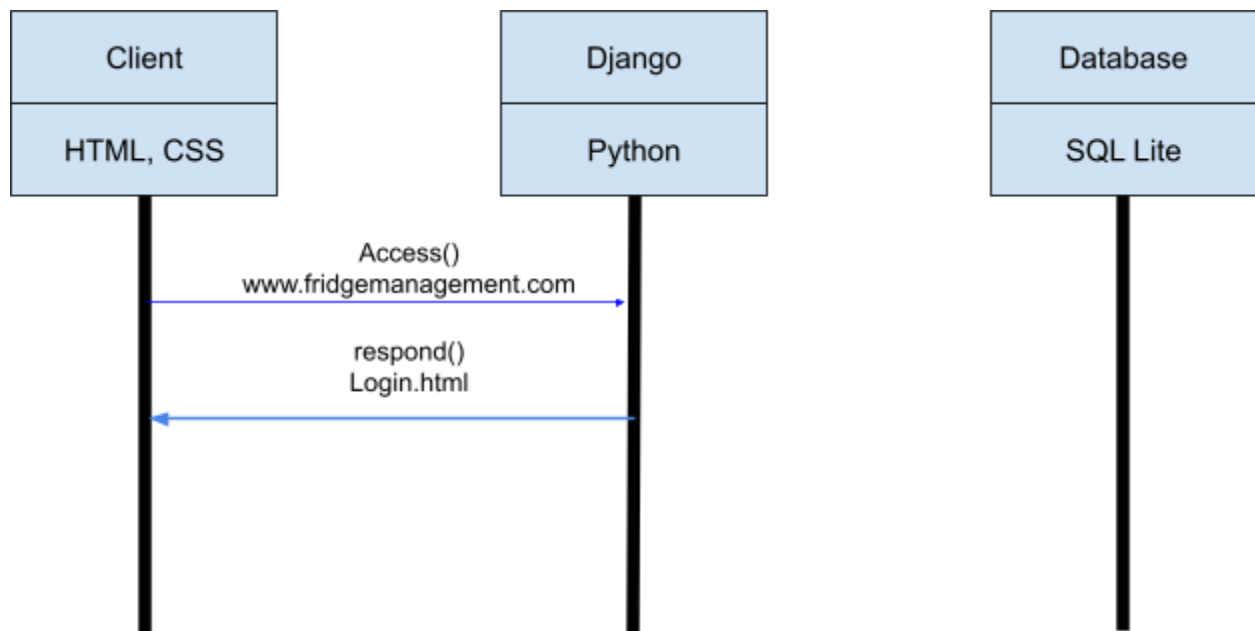 Client
Django
Database
HTML, CSS
Python
SQL Lite
Access()
www.fridgemanagement.com
respond()
Login.html